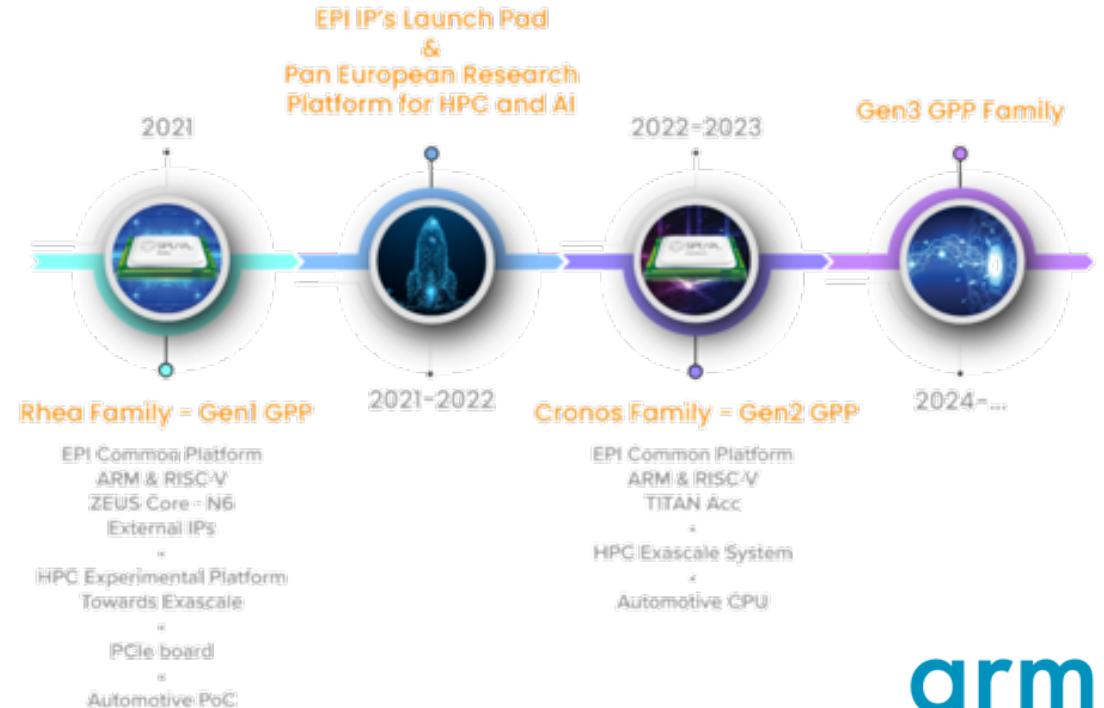 EPI IP's Launch Pad
&
Pan European Research
Platform for HPC and AI
2021
2022-2023
Gen3 GPP Family
Rhea Family - Gen1 GPP
2021-2022
Cronos Family - Gen2 GPP
2024-...
EPI Common Platform
ARM & RISC-V
ZEUS Core - N6
External IPs
HPC Experimental Platform
Towards Exascale
PCIe board
Automotive PoC
EPI Common Platform
ARM & RISC-V
TITAN Acc
HPC Exascale System
Automotive CPU
arm